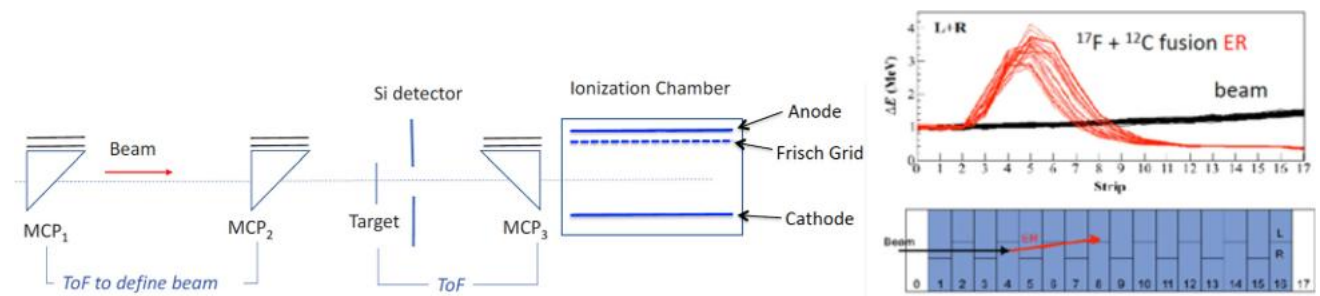 Si detector
Ionization Chamber
Beam
Anode
Frisch Grid
Cathode
MCP1
MCP2
Target
MCP3
ToF to define beam
ToF
L+R
17F + 12C fusion ER
beam
ΔE (MeV)
4
3
2
1
0
0 1 2 3 4 5 6 7 8 9 10 11 12 13 14 15 16 17
Strip
Beam
ER
L
R
0 1 2 3 4 5 6 7 8 9 10 11 12 13 14 15 16 17